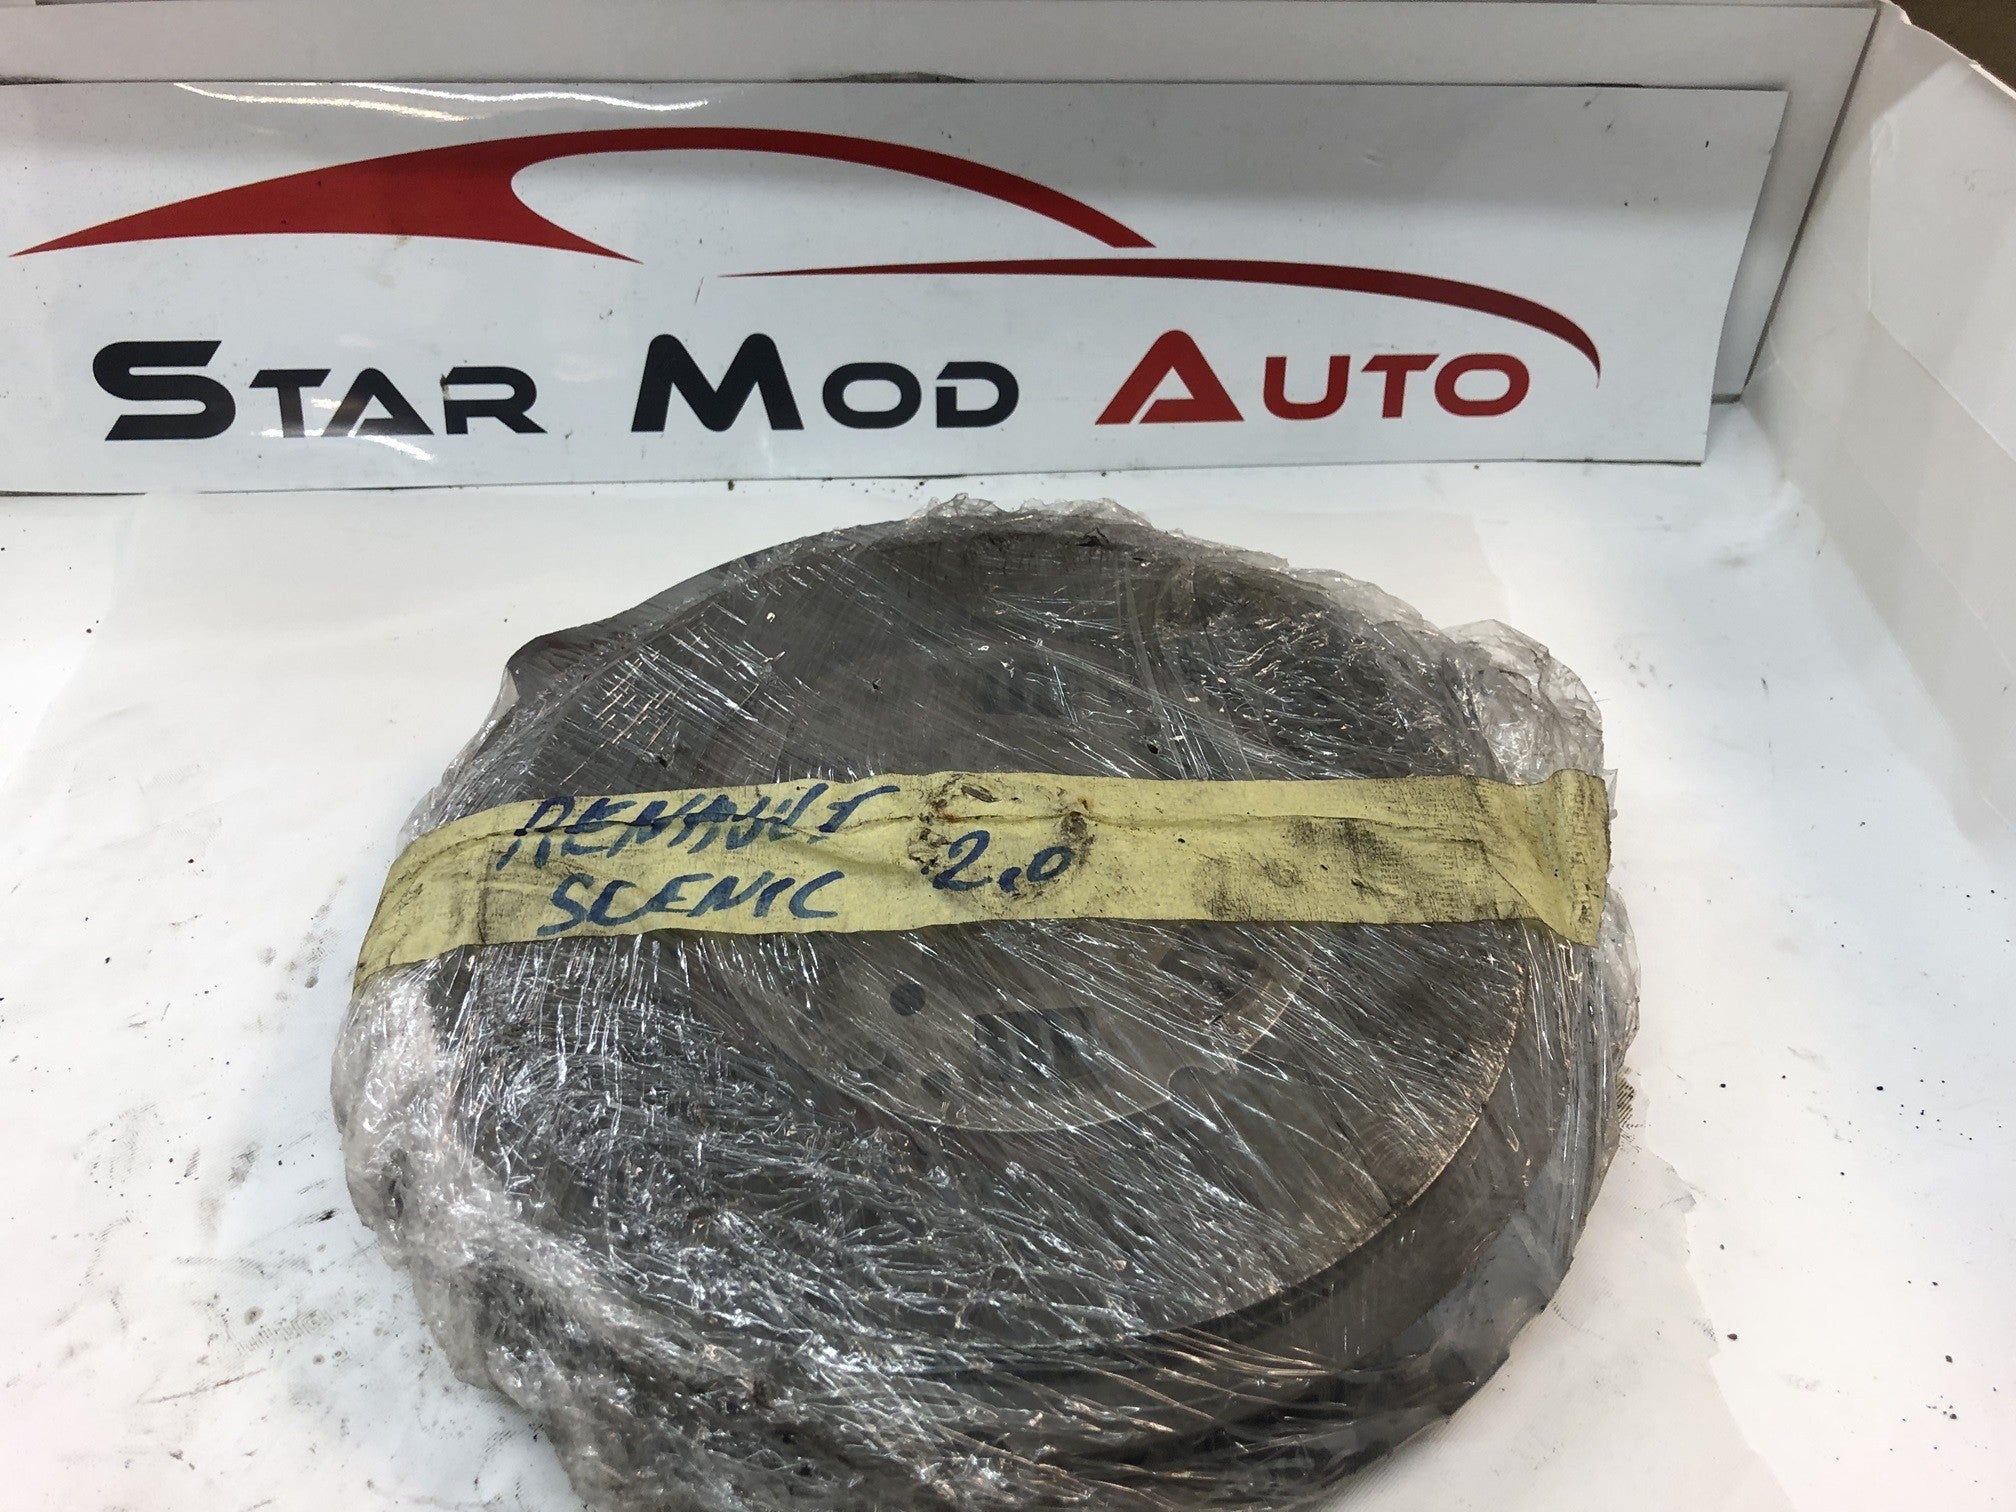 STAR MOD AUTO
RENAULT 2,0
SCENIC